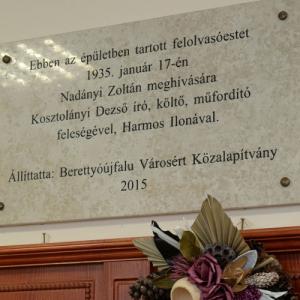 Ebben az épületben tartott felolvasóestet
1935. január 17-én
Nadányi Zoltán meghívására
Kosztolányi Dezső író, költő, műfordító
feleségével, Harmos Ilonával.
Állíttatta: Berettyóújfalu Városért Közalapítvány
2015